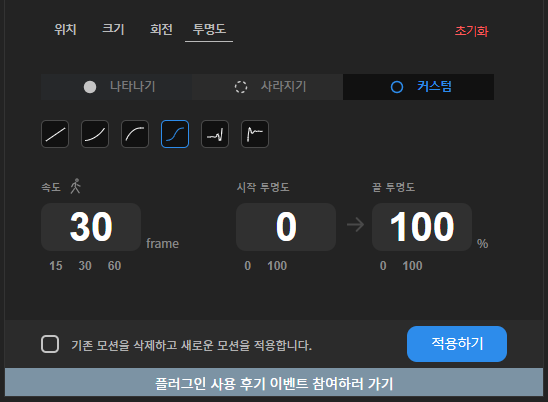 위치 크기 회전 투명도 초기화
나타나기 사라지기 커스텀
속도 시작 투명도 끝 투명도
30 frame 0 100 %
15 30 60 0 100 0 100
기존 모션을 삭제하고 새로운 모션을 적용합니다. 적용하기
플러그인 사용 후기 이벤트 참여하러 가기